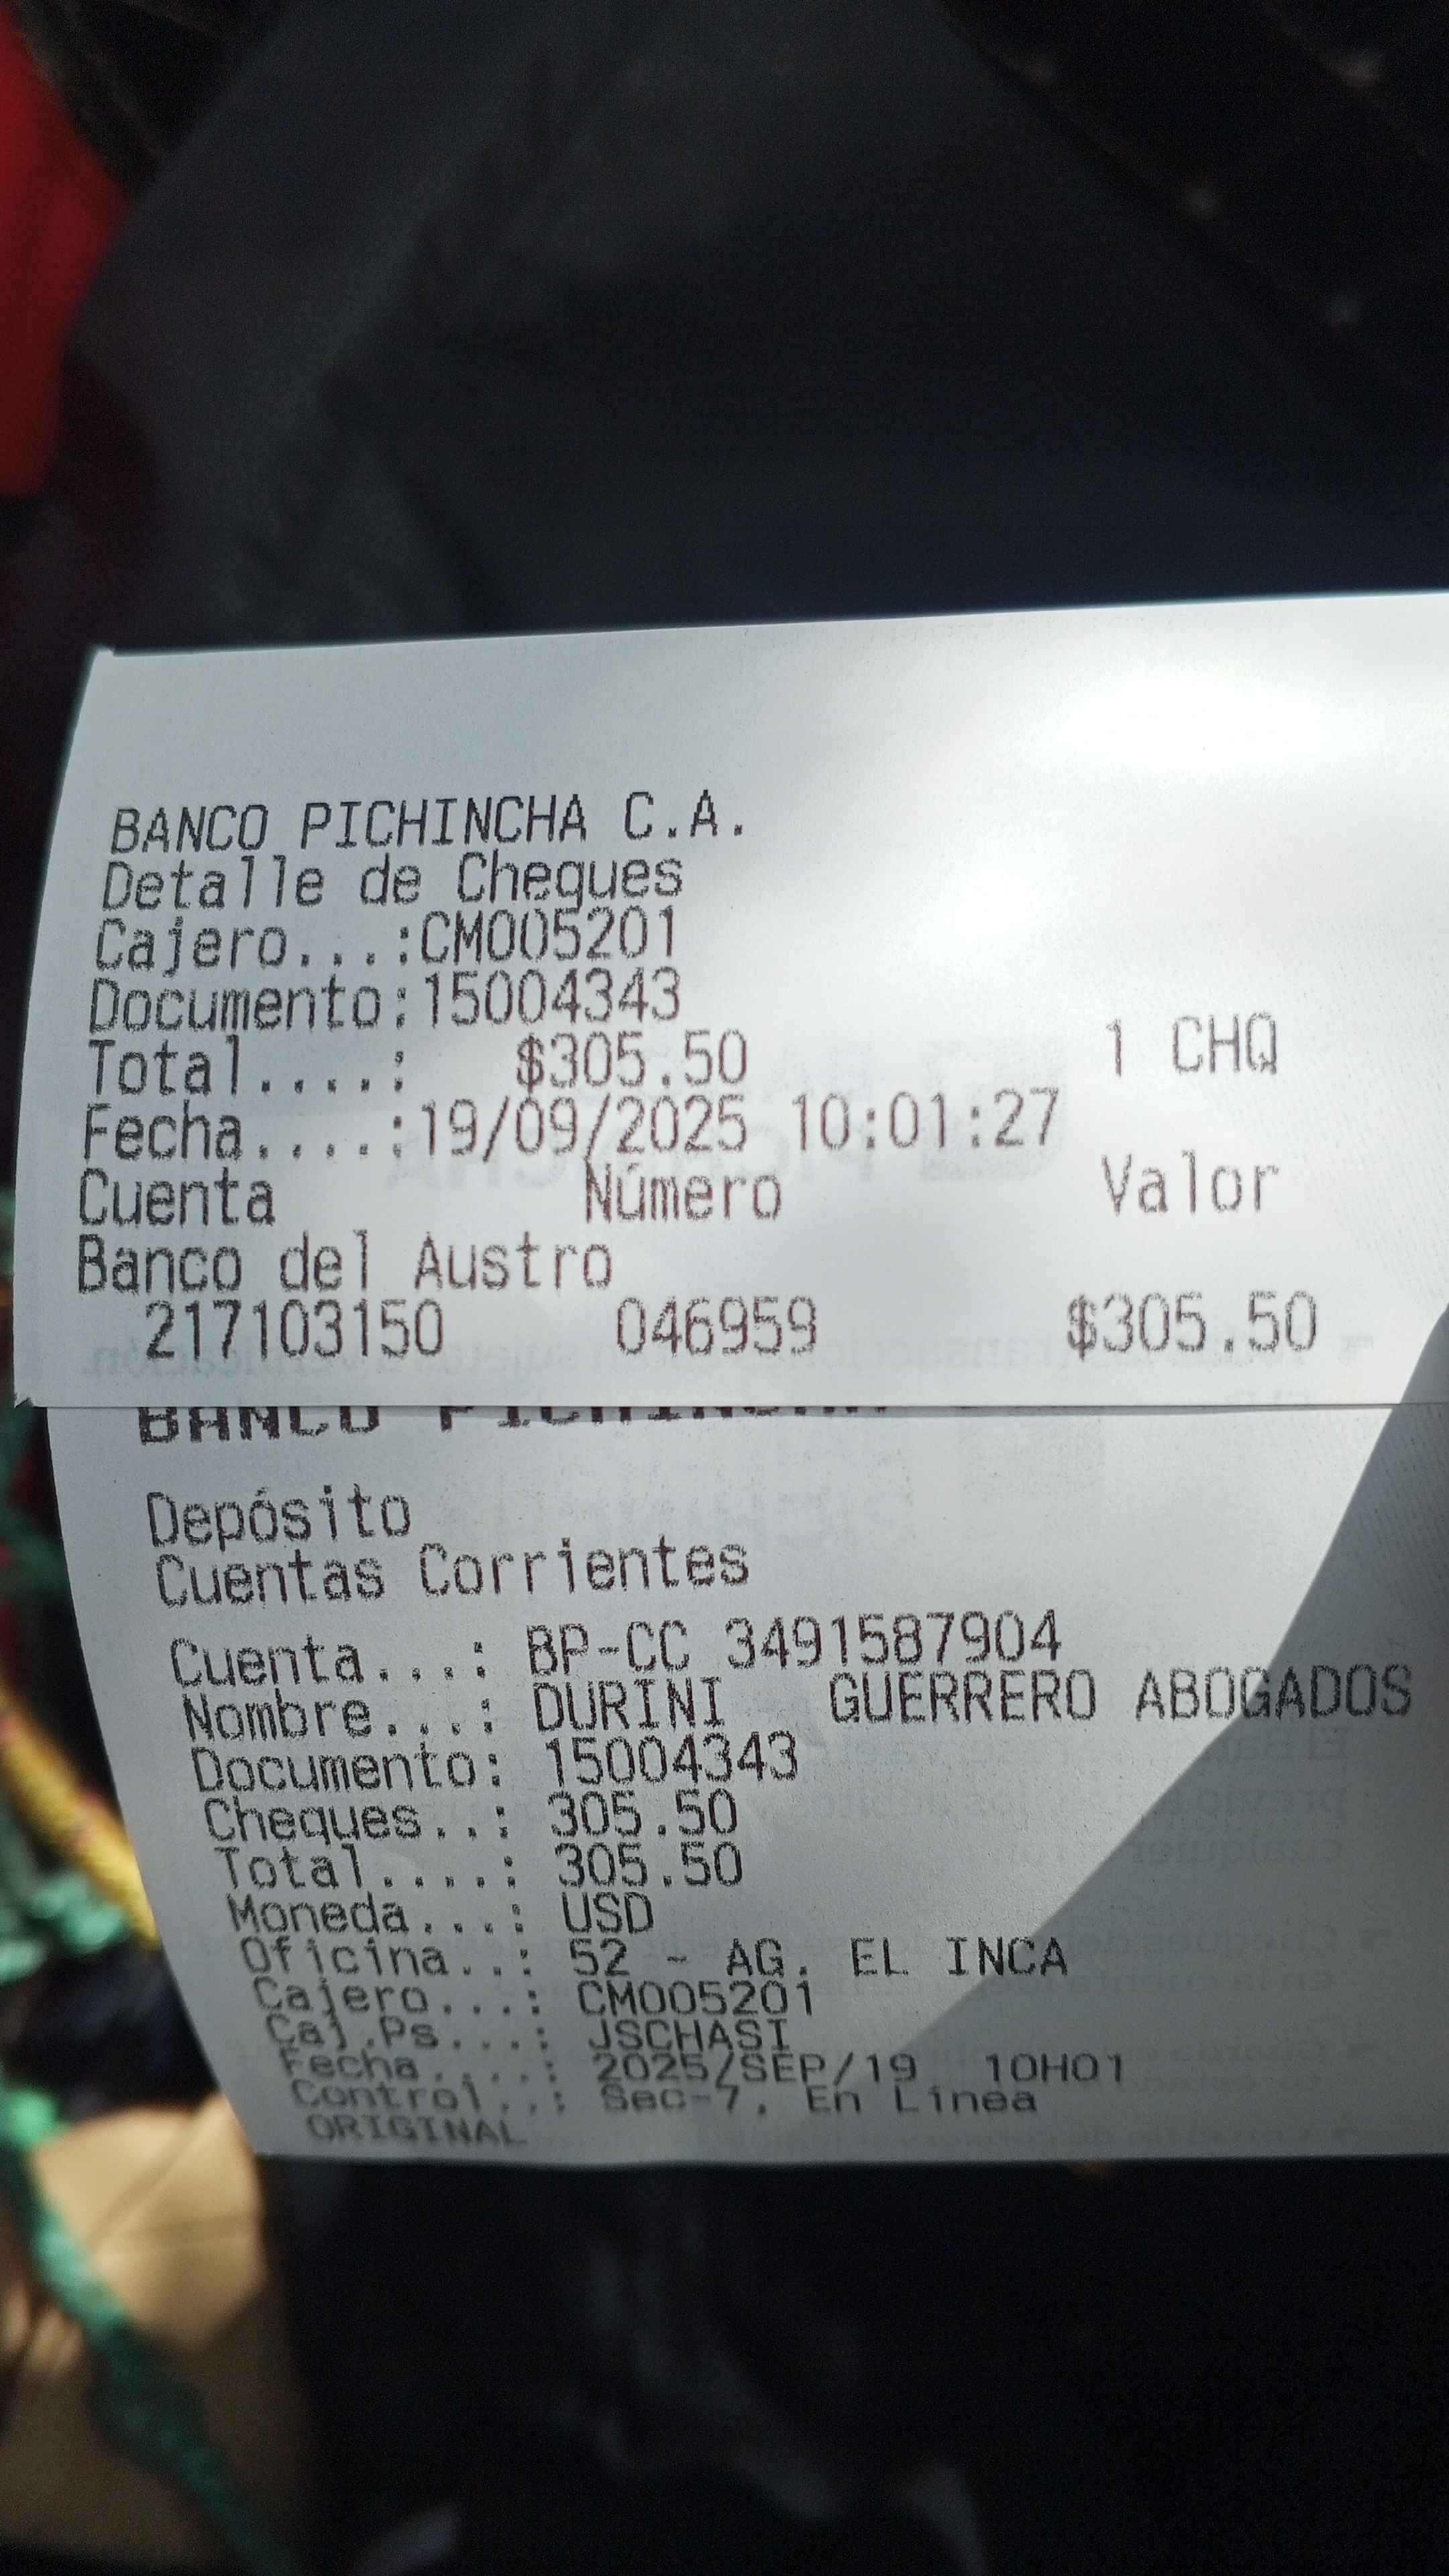 BANCO PICHINCHA C.A.
Detalle de Cheques
Cajero...:CM005201
Documento:15004343
Total....: $305.50 1 CHQ
Fecha....:19/09/2025 10:01:27
Cuenta Número Valor
Banco del Austro
217103150 046959 $305.50
BANCO PICHINCHA
Depósito
Cuentas Corrientes
Cuenta...: BP-CC 3491587904
Nombre...: DURINI GUERRERO ABOGADOS
Documento: 15004343
Cheques..: 305.50
Total....: 305.50
Moneda...: USD
Oficina..: 52 - AG. EL INCA
Cajero...: CM005201
Caj.Ps...: JSCHASI
Fecha....: 2025/SEP/19 10H01
Control..: Sec-7, En Línea
ORIGINAL